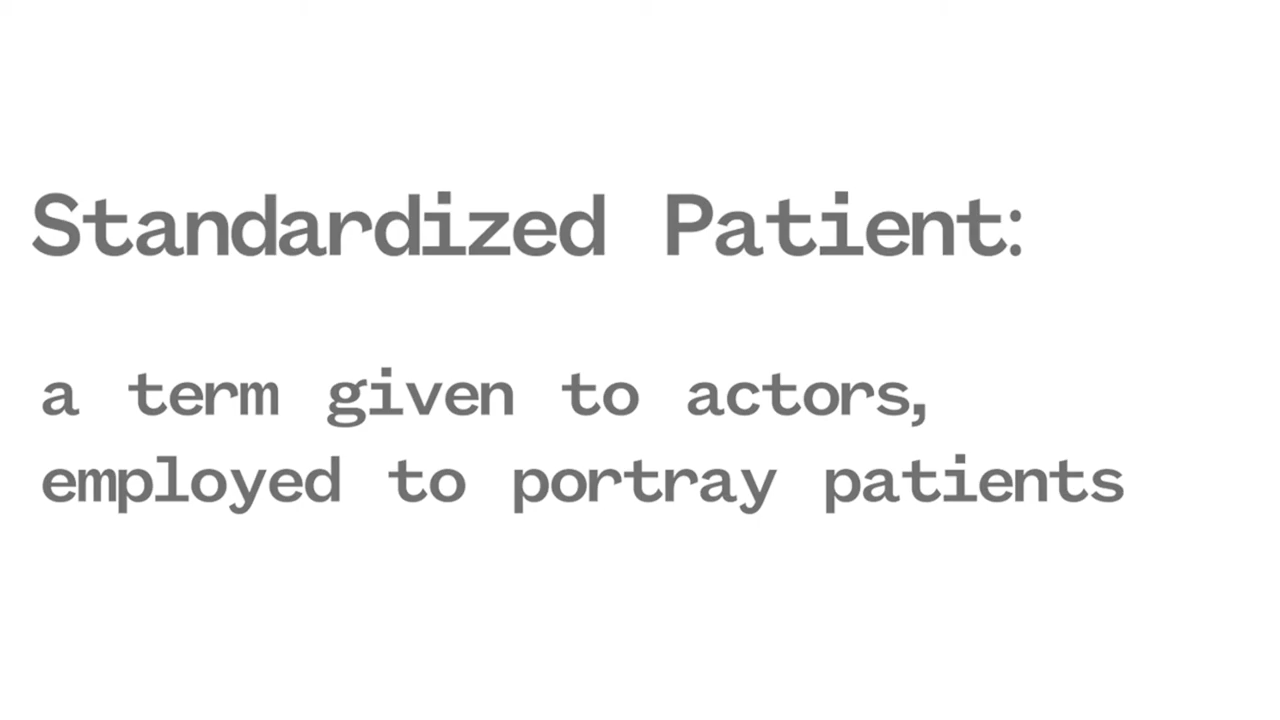 Standardized Patient:
a term given to actors,
employed to portray patients